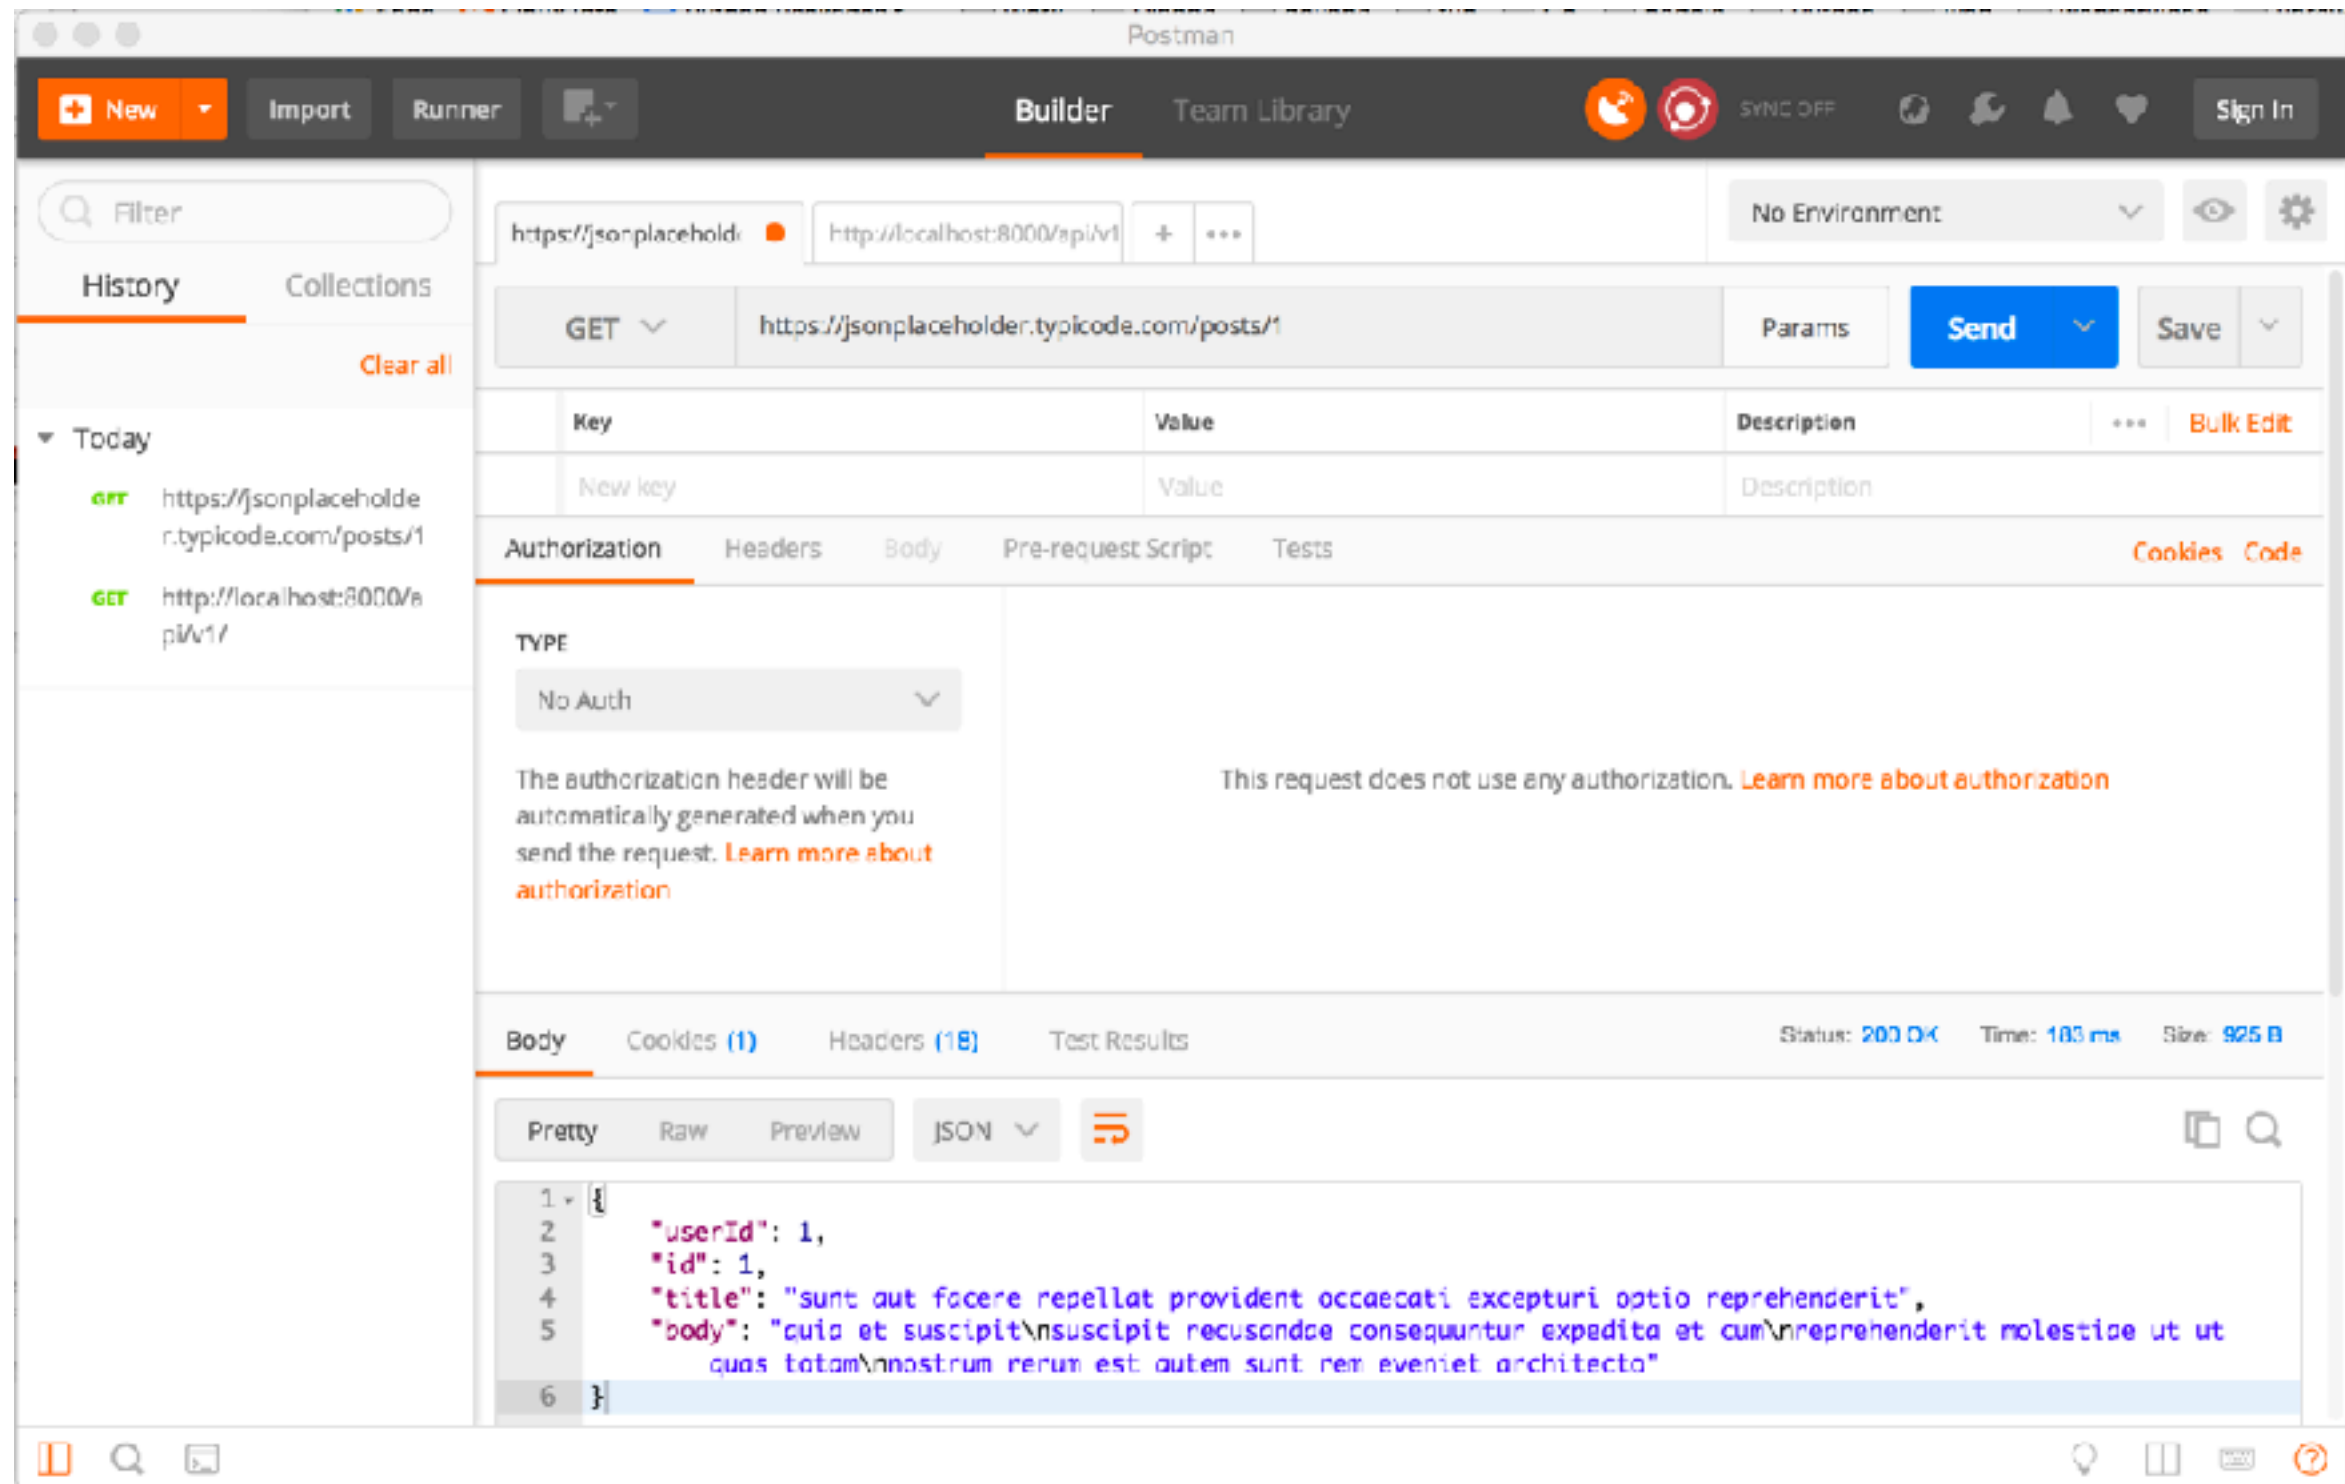 Postman
New
Import
Runner
Builder
Team Library
SYNC OFF
Sign In
Filter
https://jsonplacehold
http://localhost:8000/api/v1
No Environment
History
Collections
GET
https://jsonplaceholder.typicode.com/posts/1
Params
Send
Save
Clear all
Key
Value
Description
Bulk Edit
Today
New key
Value
Description
GET https://jsonplaceholde
r.typicode.com/posts/1
GET http://localhost:8000/a
pi/v1/
Authorization
Headers
Body
Pre-request Script
Tests
Cookies
Code
TYPE
No Auth
The authorization header will be
automatically generated when you
send the request. Learn more about
authorization
This request does not use any authorization. Learn more about authorization
Body
Cookies (1)
Headers (18)
Test Results
Status: 200 OK
Time: 183 ms
Size: 925 B
Pretty
Raw
Preview
JSON
1 {
2 "userId": 1,
3 "id": 1,
4 "title": "sunt aut facere repellat provident occaecati excepturi optio reprehenderit",
5 "body": "quia et suscipit\nsuscipit recusandae consequuntur expedita et cum\nreprehenderit molestiae ut ut
quas totam\nnostrum rerum est autem sunt rem eveniet architecto"
6 }